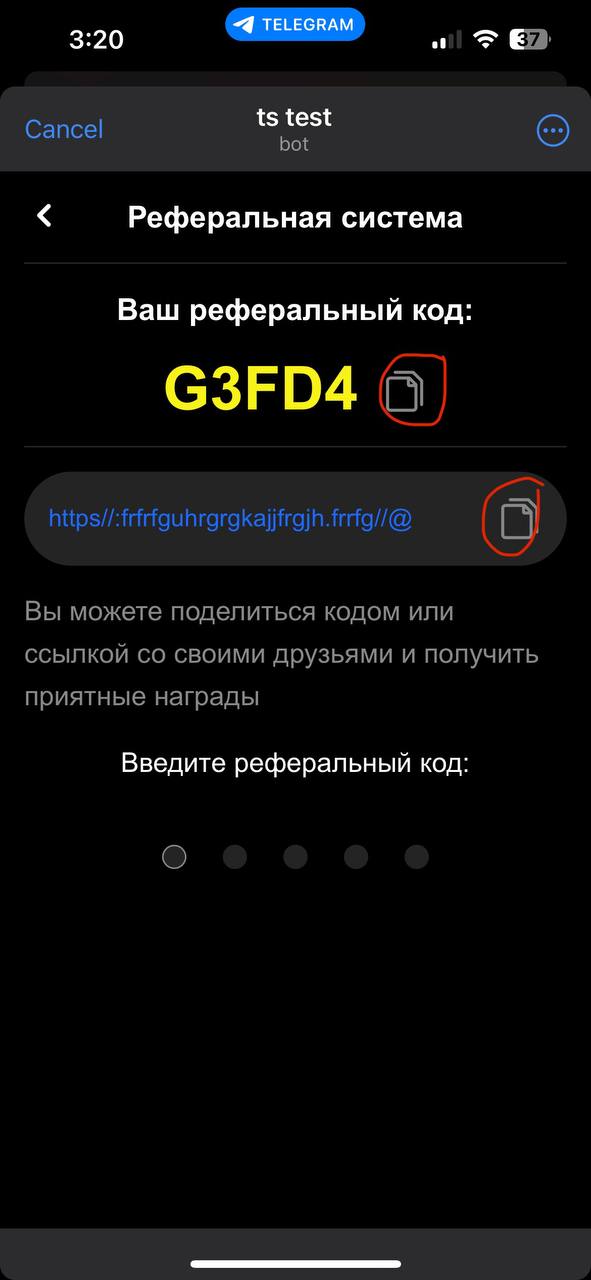 3:20
TELEGRAM
37
Cancel
ts test
bot
Реферальная система
Ваш реферальный код:
G3FD4
https//:frfrfguhrgrgkajjfrgjh.frrfg//@
Вы можете поделиться кодом или
ссылкой со своими друзьями и получить
приятные награды
Введите реферальный код: